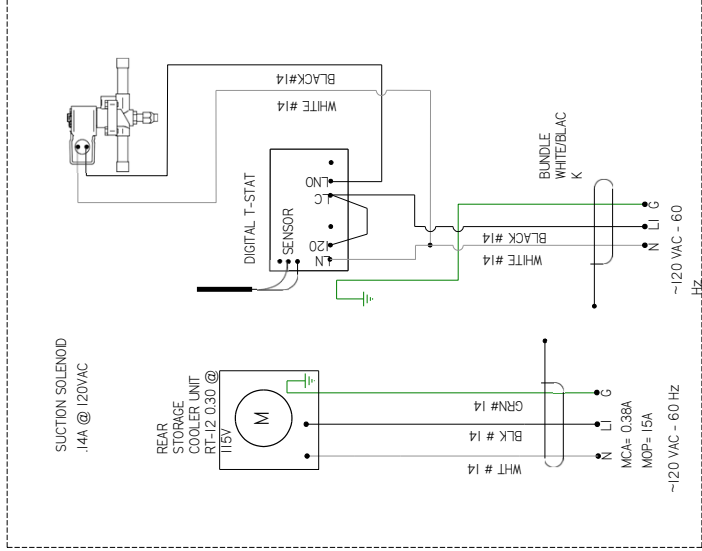 SUCTION SOLENOID
.14A @ 120VAC
BLACK#14
WHITE #14
DIGITAL T-STAT
SENSOR
LN
120
C
LNO
BUNDLE
WHITE/BLAC
K
BLACK #14
WHITE #14
N
L1
G
~120 VAC - 60
HZ
REAR
STORAGE
COOLER UNIT
RT-12 0.30 @
115V
M
GRN# 14
BLK # 14
WHT # 14
N
L1
G
MCA= 0.38A
MOP= 15A
~120 VAC - 60 Hz